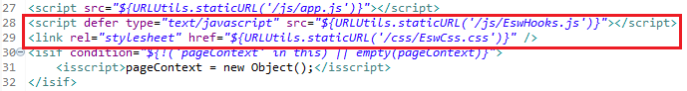 27 <script src="${URLUtils.staticURL('/js/app.js')}"></script>
28 <script defer type="text/javascript" src="${URLUtils.staticURL('/js/EswHooks.js')}"></script>
29 <link rel="stylesheet" href="${URLUtils.staticURL('/css/EswCss.css')}" />
30 <isif condition="${!('pageContext' in this) || empty(pageContext)}">
31     <isscript>pageContext = new Object();</isscript>
32 </isif>